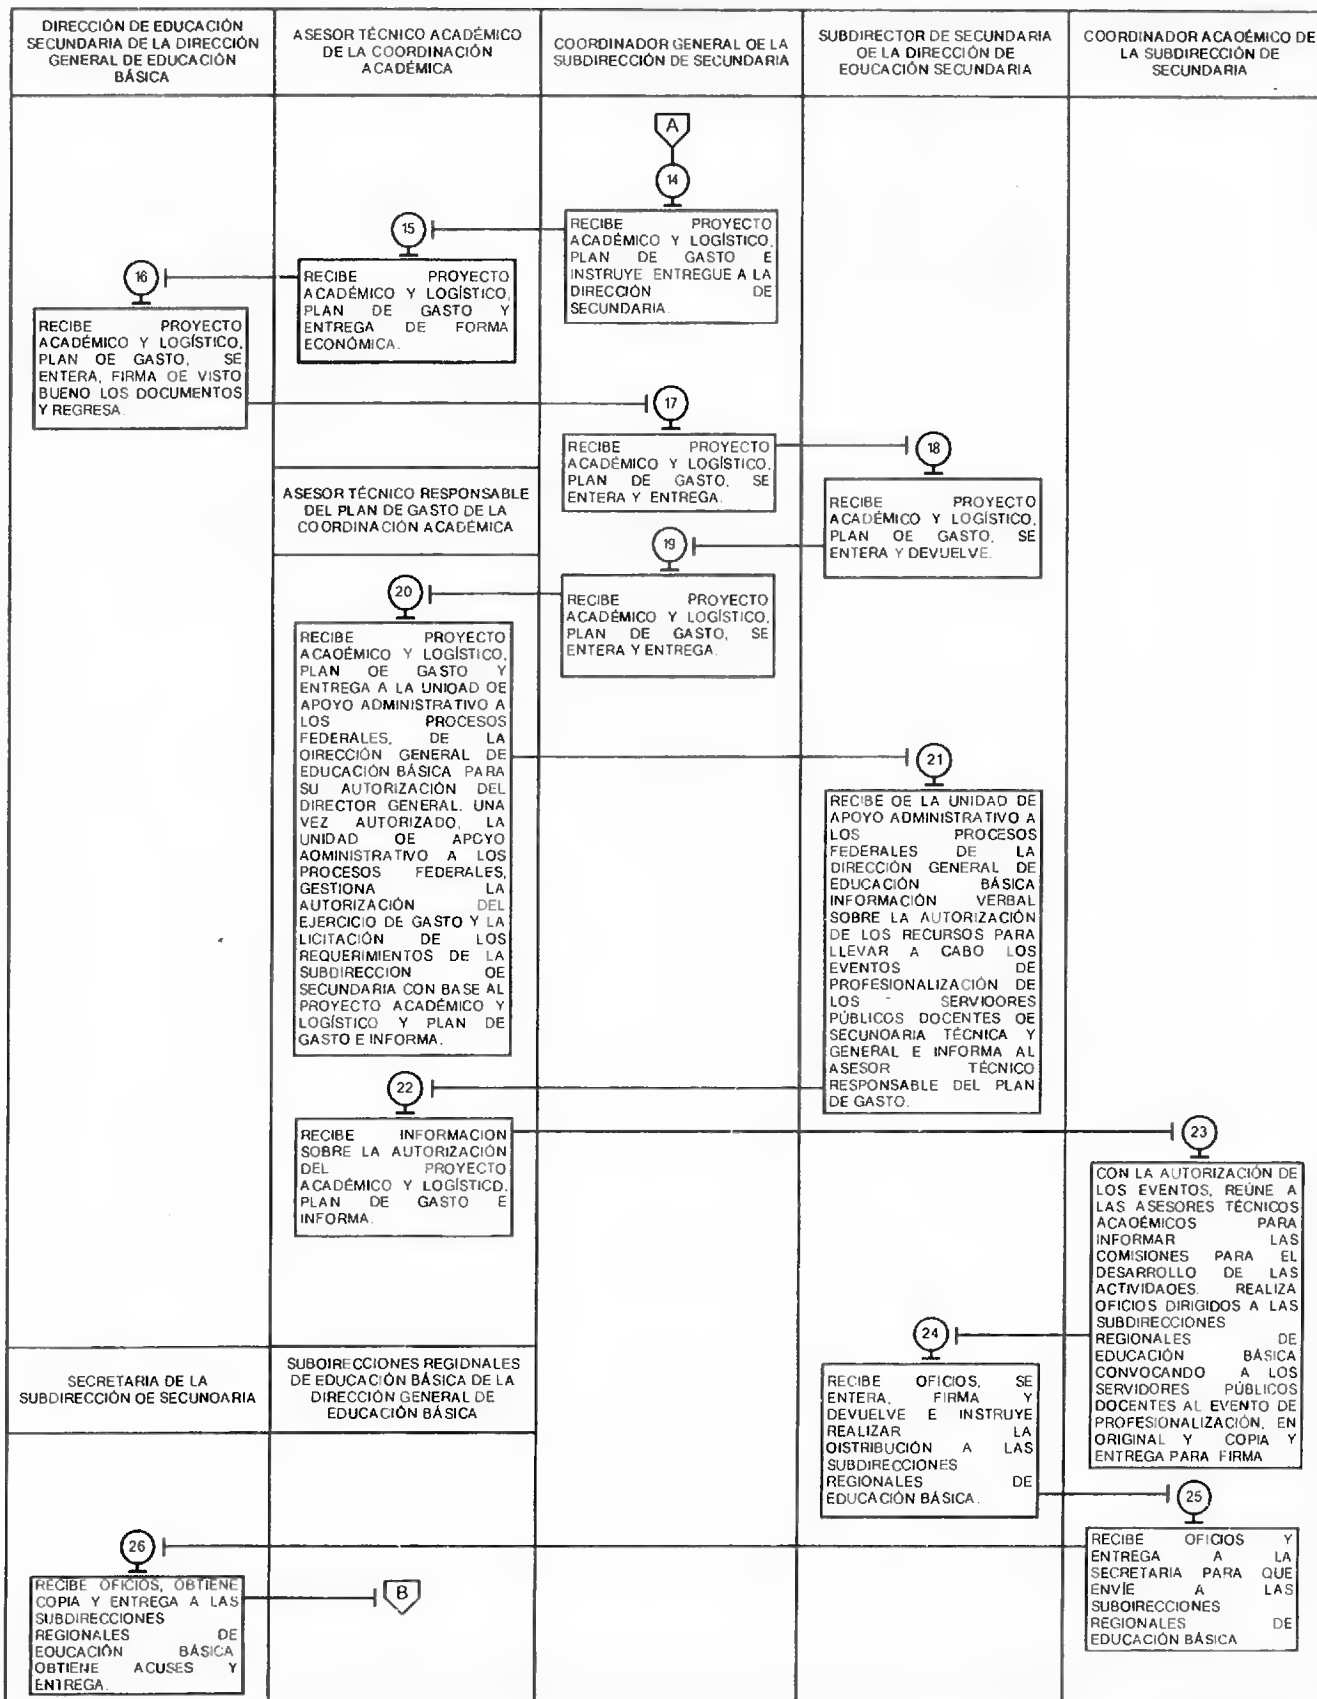 DIRECCIÓN DE EDUCACIÓN
SECUNDARIA DE LA DIRECCIÓN
GENERAL DE EDUCACIÓN
BÁSICA
ASESOR TÉCNICO ACADÉMICO
DE LA COORDINACIÓN
ACADÉMICA
COORDINADOR GENERAL OE LA
SUBDIRECCIÓN DE SECUNDARIA
SUBDIRECTOR DE SECUNDARIA
OE LA DIRECCIÓN DE
EOUCACIÓN SECUNDARIA
COORDINADOR ACAOÉMICO DE
LA SUBDIRECCIÓN DE
SECUNDARIA
A
14
RECIBE PROYECTO
ACADÉMICO Y LOGÍSTICO,
PLAN DE GASTO E
INSTRUYE ENTREGUE A LA
DIRECCIÓN DE
SECUNDARIA.
15
RECIBE PROYECTO
ACADÉMICO Y LOGÍSTICO,
PLAN DE GASTO Y
ENTREGA DE FORMA
ECONÓMICA.
16
RECIBE PROYECTO
ACADÉMICO Y LOGÍSTICO,
PLAN OE GASTO, SE
ENTERA, FIRMA OE VISTO
BUENO LOS DOCUMENTOS
Y REGRESA.
17
RECIBE PROYECTO
ACADÉMICO Y LOGÍSTICO,
PLAN DE GASTO, SE
ENTERA Y ENTREGA.
18
RECIBE PROYECTO
ACADÉMICO Y LOGÍSTICO,
PLAN OE GASTO, SE
ENTERA Y DEVUELVE.
ASESOR TÉCNICO RESPONSABLE
DEL PLAN DE GASTO DE LA
COORDINACIÓN ACADÉMICA
19
RECIBE PROYECTO
ACADÉMICO Y LOGÍSTICO,
PLAN DE GASTO, SE
ENTERA Y ENTREGA.
20
RECIBE PROYECTO
ACAOÉMICO Y LOGÍSTICO,
PLAN OE GASTO Y
ENTREGA A LA UNIOAD OE
APOYO ADMINISTRATIVO A
LOS PROCESOS
FEDERALES, DE LA
OIRECCIÓN GENERAL DE
EDUCACIÓN BÁSICA PARA
SU AUTORIZACIÓN DEL
DIRECTOR GENERAL. UNA
VEZ AUTORIZADO, LA
UNIDAD OE APCYO
AOMINISTRATIVO A LOS
PROCESOS FEDERALES,
GESTIONA LA
AUTORIZACIÓN DEL
EJERCICIO DE GASTO Y LA
LICITACIÓN DE LOS
REQUERIMIENTOS DE LA
SUBDIRECCION OE
SECUNDARIA CON BASE AL
PROYECTO ACADÉMICO Y
LOGÍSTICO Y PLAN DE
GASTO E INFORMA.
21
RECIBE OE LA UNIDAD DE
APOYO ADMINISTRATIVO A
LOS PROCESOS
FEDERALES DE LA
DIRECCIÓN GENERAL DE
EDUCACIÓN BÁSICA
INFORMACIÓN VERBAL
SOBRE LA AUTORIZACIÓN
DE LOS RECURSOS PARA
LLEVAR A CABO LOS
EVENTOS DE
PROFESIONALIZACIÓN DE
LOS SERVIOORES
PÚBLICOS DOCENTES OE
SECUNOARIA TÉCNICA Y
GENERAL E INFORMA AL
ASESOR TÉCNICO
RESPONSABLE DEL PLAN
DE GASTO.
22
RECIBE INFORMACION
SOBRE LA AUTORIZACIÓN
DEL PROYECTO
ACADÉMICO Y LOGÍSTICO,
PLAN DE GASTO E
INFORMA.
23
CON LA AUTORIZACIÓN DE
LOS EVENTOS, REÚNE A
LAS ASESORES TÉCNICOS
ACAOÉMICOS PARA
INFORMAR LAS
COMISIONES PARA EL
DESARROLLO DE LAS
ACTIVIDAOES. REALIZA
OFICIOS DIRIGIDOS A LAS
SUBDIRECCIONES
REGIONALES DE
EDUCACIÓN BÁSICA
CONVOCANDO A LOS
SERVIDORES PÚBLICOS
DOCENTES AL EVENTO DE
PROFESIONALIZACIÓN, EN
ORIGINAL Y COPIA Y
ENTREGA PARA FIRMA
24
RECIBE OFICIOS, SE
ENTERA, FIRMA Y
DEVUELVE E INSTRUYE
REALIZAR LA
OISTRIBUCIÓN A LAS
SUBDIRECCIONES
REGIONALES DE
EDUCACIÓN BÁSICA.
SECRETARIA DE LA
SUBDIRECCIÓN OE SECUNOARIA
SUBOIRECCIONES REGIDNALES
DE EDUCACIÓN BÁSICA DE LA
DIRECCIÓN GENERAL DE
EDUCACIÓN BÁSICA
25
RECIBE OFICIOS Y
ENTREGA A LA
SECRETARIA PARA QUE
ENVÍE A LAS
SUBOIRECCIONES
REGIONALES DE
EDUCACIÓN BÁSICA
26
RECIBE OFICIOS, OBTIENE
COPIA Y ENTREGA A LAS
SUBDIRECCIONES
REGIONALES DE
EOUCACIÓN BÁSICA
OBTIENE ACUSES Y
ENTREGA.
B